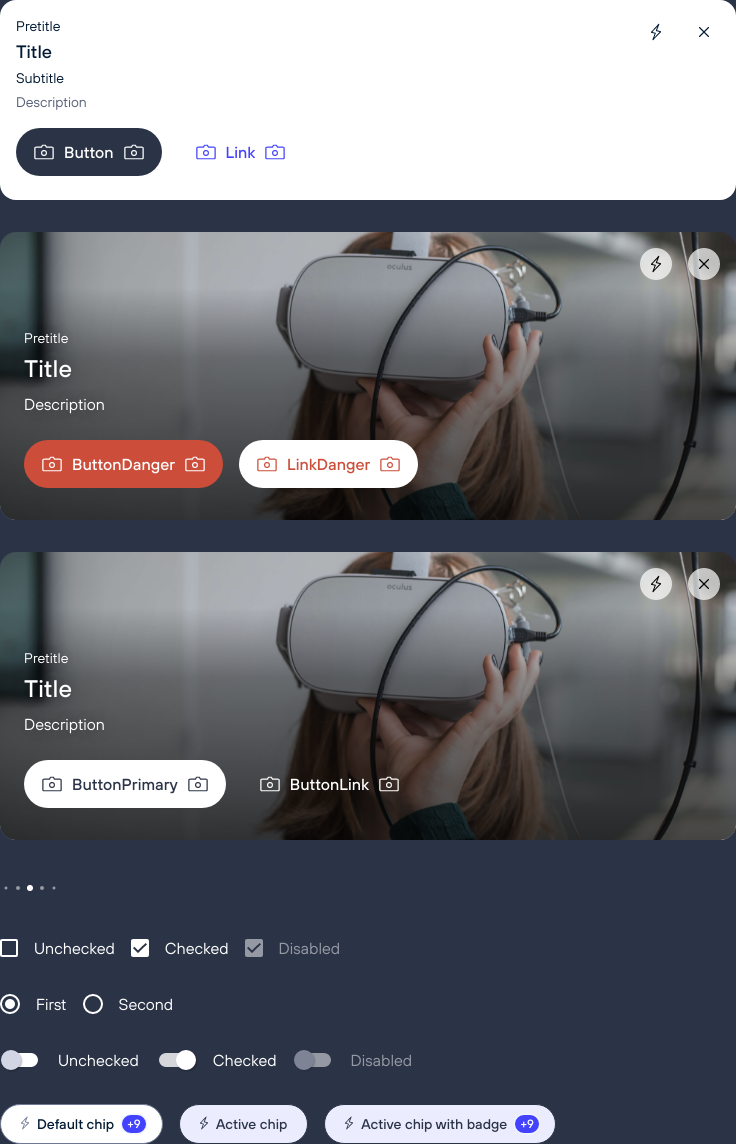 Pretitle
Title
Subtitle
Description
Button Link
oculus
Pretitle
Title
Description
ButtonDanger LinkDanger
oculus
Pretitle
Title
Description
ButtonPrimary ButtonLink
Unchecked Checked Disabled
First Second
Unchecked Checked Disabled
Default chip +9 Active chip Active chip with badge +9